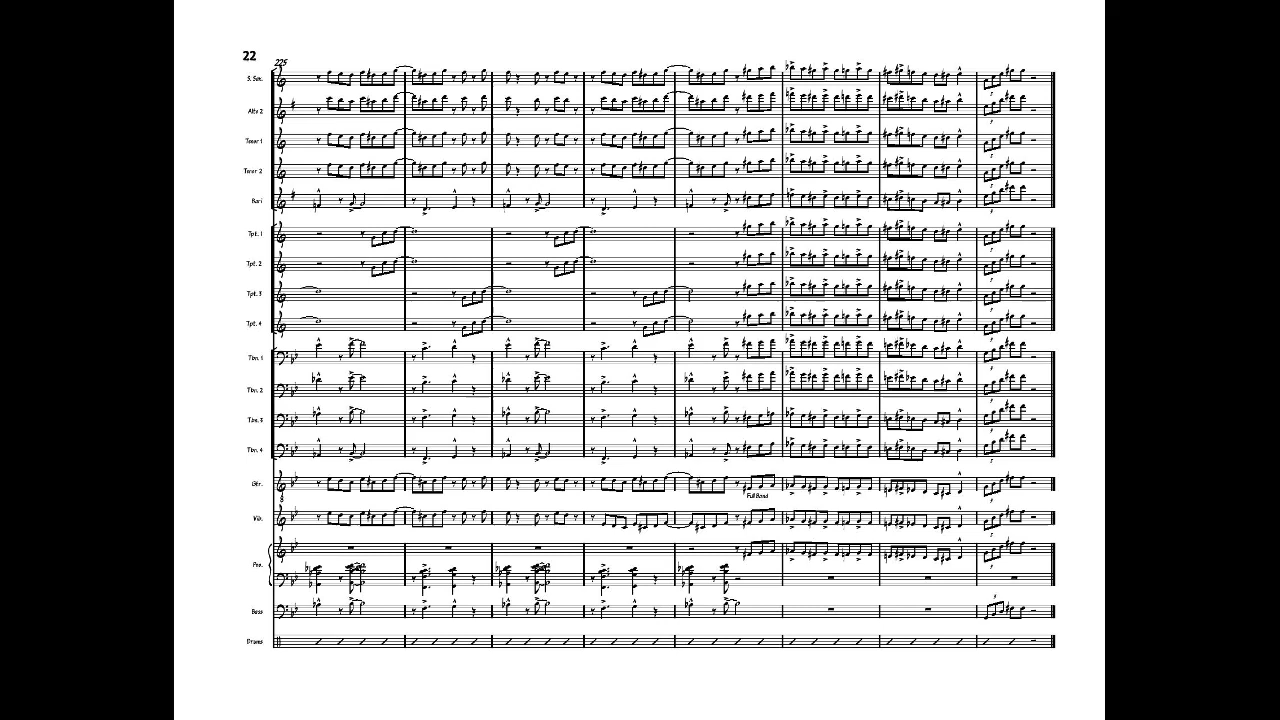 22
225
S. Sax.
Alto 2
Tenor 1
Tenor 2
Bari
Tpt. 1
Tpt. 2
Tpt. 3
Tpt. 4
Tbn. 1
Tbn. 2
Tbn. 3
Tbn. 4
Gtr.
Full Band
Vib.
Pno.
Bass
Drums